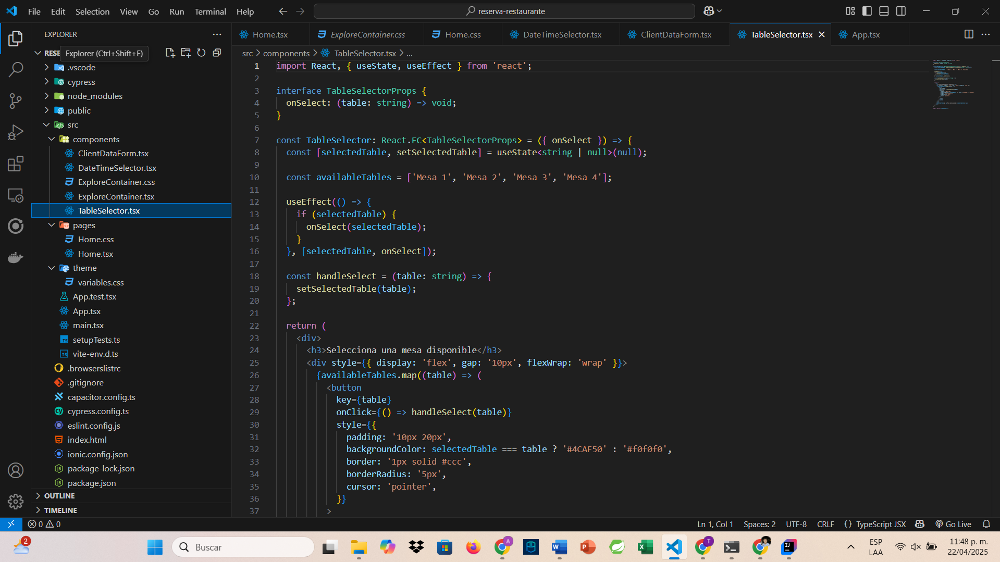 File Edit Selection View Go Run Terminal Help
reserva-restaurante
EXPLORER
Home.tsx
ExploreContainer.css
Home.css
DateTimeSelector.tsx
ClientDataForm.tsx
TableSelector.tsx
App.tsx
RESE
Explorer (Ctrl+Shift+E)
.vscode
cypress
node_modules
public
src
components
ClientDataForm.tsx
DateTimeSelector.tsx
ExploreContainer.css
ExploreContainer.tsx
TableSelector.tsx
pages
Home.css
Home.tsx
theme
variables.css
App.test.tsx
App.tsx
main.tsx
setupTests.ts
vite-env.d.ts
.browserslistrc
.gitignore
capacitor.config.ts
cypress.config.ts
eslint.config.js
index.html
ionic.config.json
package-lock.json
package.json
OUTLINE
TIMELINE
src > components > TableSelector.tsx > ...
1 import React, { useState, useEffect } from 'react';
2
3 interface TableSelectorProps {
4 onSelect: (table: string) => void;
5 }
6
7 const TableSelector: React.FC<TableSelectorProps> = ({ onSelect }) => {
8 const [selectedTable, setSelectedTable] = useState<string | null>(null);
9
10 const availableTables = ['Mesa 1', 'Mesa 2', 'Mesa 3', 'Mesa 4'];
11
12 useEffect(() => {
13 if (selectedTable) {
14 onSelect(selectedTable);
15 }
16 }, [selectedTable, onSelect]);
17
18 const handleSelect = (table: string) => {
19 setSelectedTable(table);
20 };
21
22 return (
23 <div>
24 <h3>Selecciona una mesa disponible</h3>
25 <div style={{ display: 'flex', gap: '10px', flexWrap: 'wrap' }}>
26 {availableTables.map((table) => (
27 <button
28 key={table}
29 onClick={() => handleSelect(table)}
30 style={{
31 padding: '10px 20px',
32 backgroundColor: selectedTable === table ? '#4CAF50' : '#f0f0f0',
33 border: '1px solid #ccc',
34 borderRadius: '5px',
35 cursor: 'pointer',
36 }}
37 >
0 0
Ln 1, Col 1 Spaces: 2 UTF-8 CRLF {} TypeScript JSX Go Live
2
Buscar
ESP
LAA
11:48 p. m.
22/04/2025